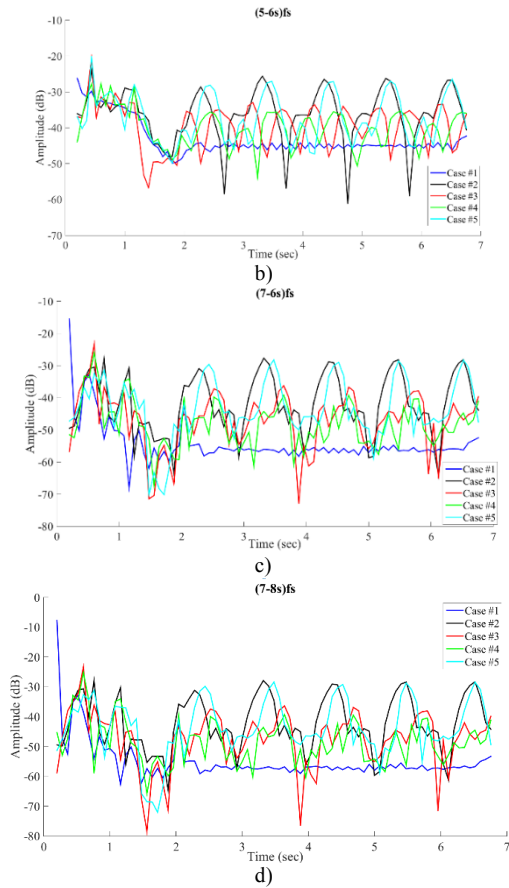 (5-6s)fs
-10
-20
-30
-40
-50
-60
-70
Amplitude (dB)
0 1 2 3 4 5 6 7
Time (sec)
Case #1
Case #2
Case #3
Case #4
Case #5
b)
(7-6s)fs
-10
-20
-30
-40
-50
-60
-70
-80
Amplitude (dB)
0 1 2 3 4 5 6 7
Time (sec)
Case #1
Case #2
Case #3
Case #4
Case #5
c)
(7-8s)fs
0
-10
-20
-30
-40
-50
-60
-70
-80
Amplitude (dB)
0 1 2 3 4 5 6 7
Time (sec)
Case #1
Case #2
Case #3
Case #4
Case #5
d)